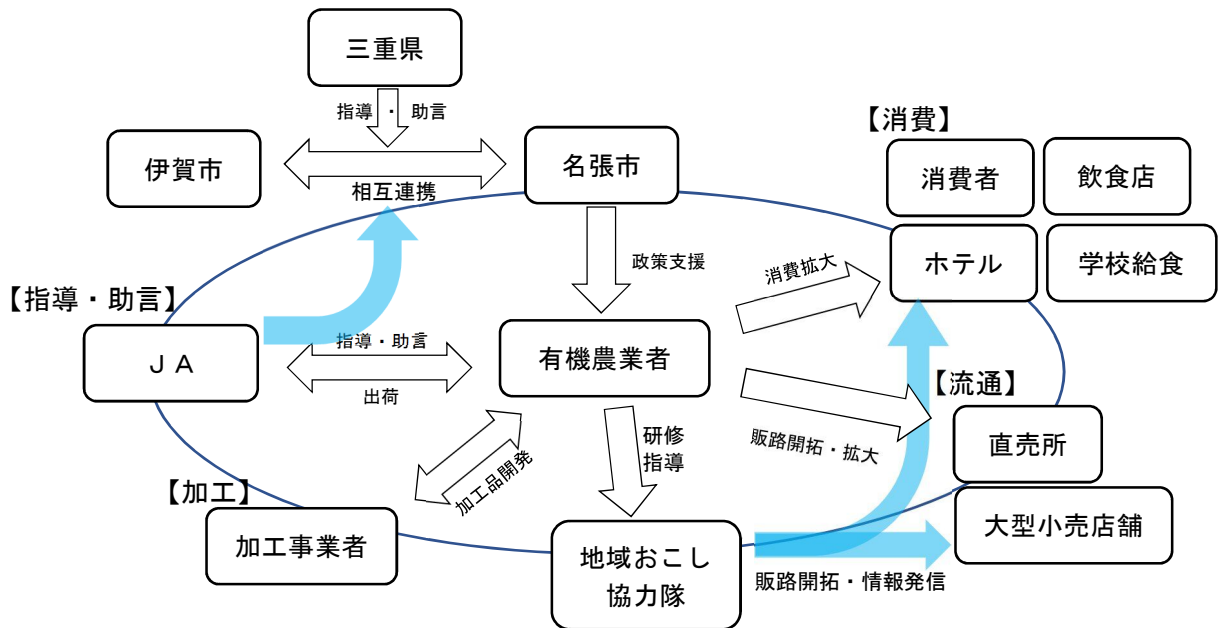 三重県
指導・助言
【消費】
伊賀市
名張市
消費者
飲食店
相互連携
ホテル
学校給食
政策支援
消費拡大
【指導・助言】
ＪＡ
指導・助言
有機農業者
出荷
【流通】
直売所
販路開拓・拡大
研修
指導
加工品開発
【加工】
加工事業者
大型小売店舗
地域おこし
協力隊
販路開拓・情報発信